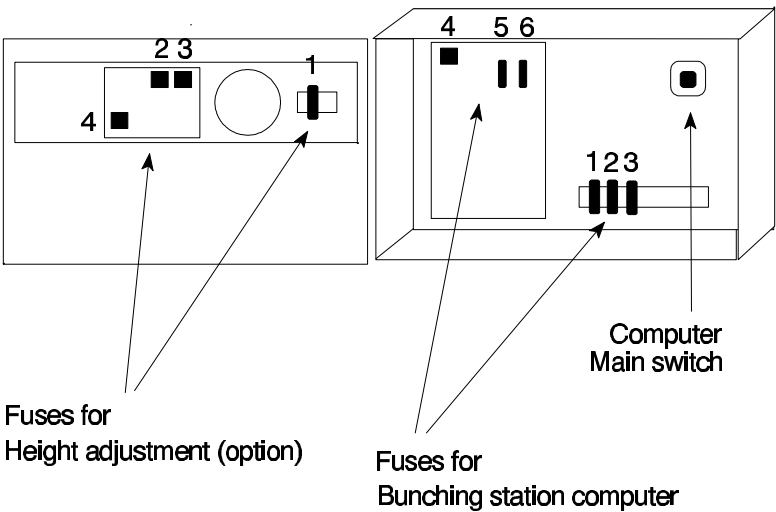 2 3
1
4
4
5 6
1 2 3
Computer
Main switch
Fuses for
Height adjustment (option)
Fuses for
Bunching station computer